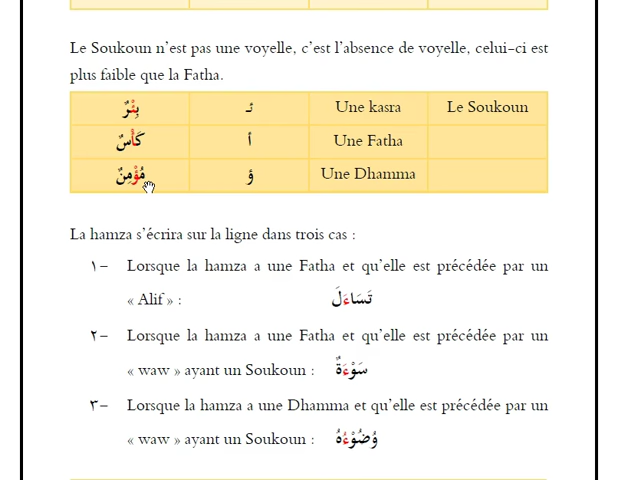 Le Soukoun n'est pas une voyelle, c'est l'absence de voyelle, celui-ci est
plus faible que la Fatha.
بِئْرٌ ئـ Une kasra Le Soukoun
كَأْسٌ أ Une Fatha
مُؤْمِنٌ ؤ Une Dhamma
La hamza s'écrira sur la ligne dans trois cas :
١– Lorsque la hamza a une Fatha et qu'elle est précédée par un
« Alif » : تَسَاءَلَ
٢– Lorsque la hamza a une Fatha et qu'elle est précédée par un
« waw » ayant un Soukoun : سَوْءَةٌ
٣– Lorsque la hamza a une Dhamma et qu'elle est précédée par un
« waw » ayant un Soukoun : وُضُوْءُهُ